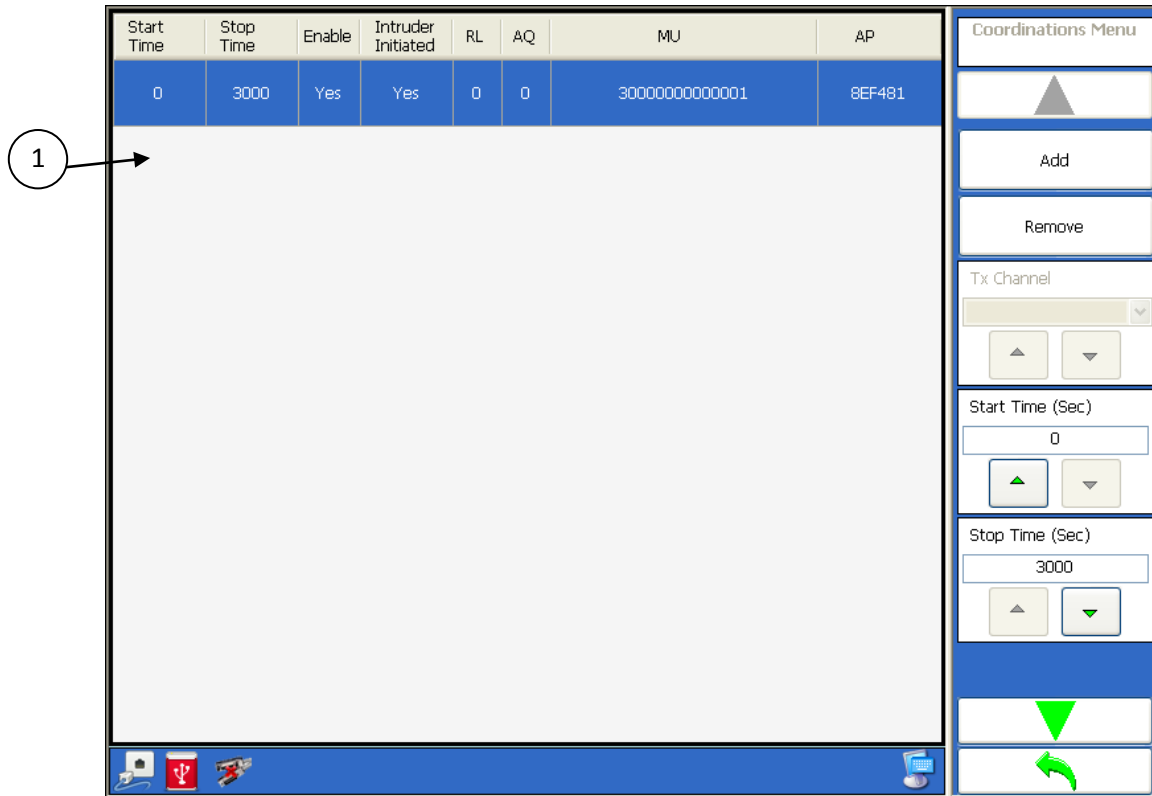 Start Time
Stop Time
Enable
Intruder Initiated
RL
AQ
MU
AP
0
3000
Yes
Yes
0
0
30000000000001
8EF481
1
Coordinations Menu
Add
Remove
Tx Channel
Start Time (Sec)
0
Stop Time (Sec)
3000